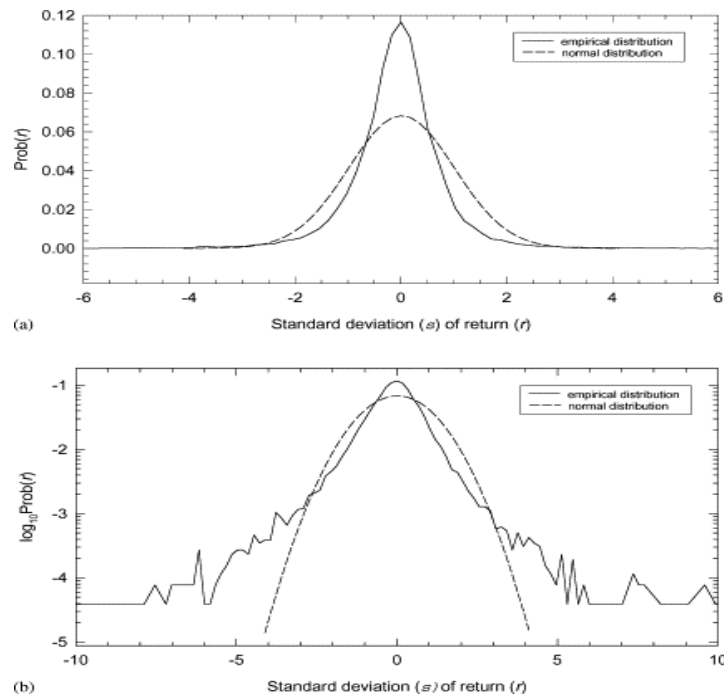 0.12
empirical distribution
normal distribution
0.10
0.08
0.06
0.04
0.02
0.00
Prob(r)
-6 -4 -2 0 2 4 6
(a) Standard deviation (s) of return (r)
-1
empirical distribution
normal distribution
-2
-3
-4
-5
log10Prob(r)
-10 -5 0 5 10
(b) Standard deviation (s) of return (r)